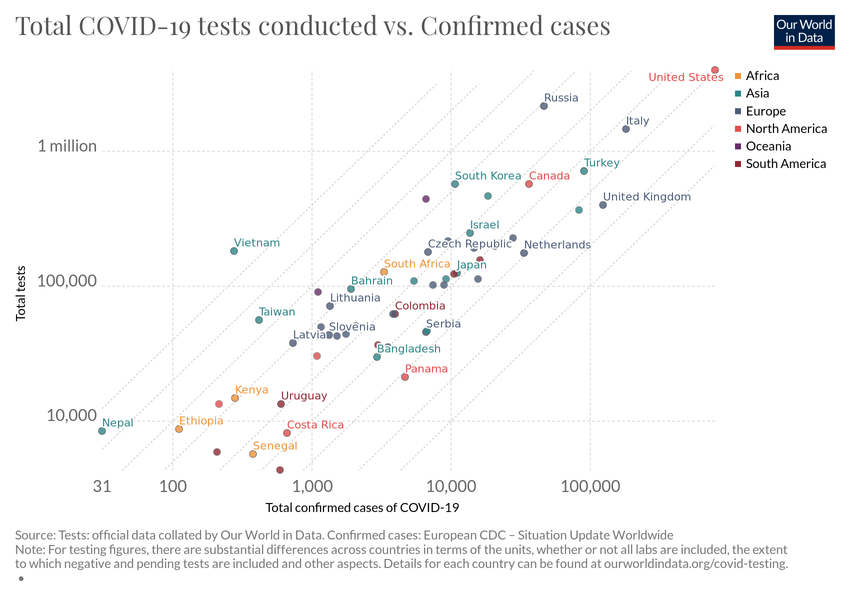 Total COVID-19 tests conducted vs. Confirmed cases
Our World
in Data
United States
Africa
Asia
Europe
North America
Oceania
South America
Russia
Italy
1 million
Turkey
South Korea
Canada
United Kingdom
Israel
Vietnam
Czech Republic
Netherlands
South Africa
Japan
100,000
Bahrain
Lithuania
Colombia
Taiwan
Slovenia
Serbia
Latvia
Bangladesh
Panama
Kenya
Uruguay
10,000
Nepal
Ethiopia
Costa Rica
Senegal
Total tests
31
100
1,000
10,000
100,000
Total confirmed cases of COVID-19
Source: Tests: official data collated by Our World in Data. Confirmed cases: European CDC – Situation Update Worldwide
Note: For testing figures, there are substantial differences across countries in terms of the units, whether or not all labs are included, the extent
to which negative and pending tests are included and other aspects. Details for each country can be found at ourworldindata.org/covid-testing.